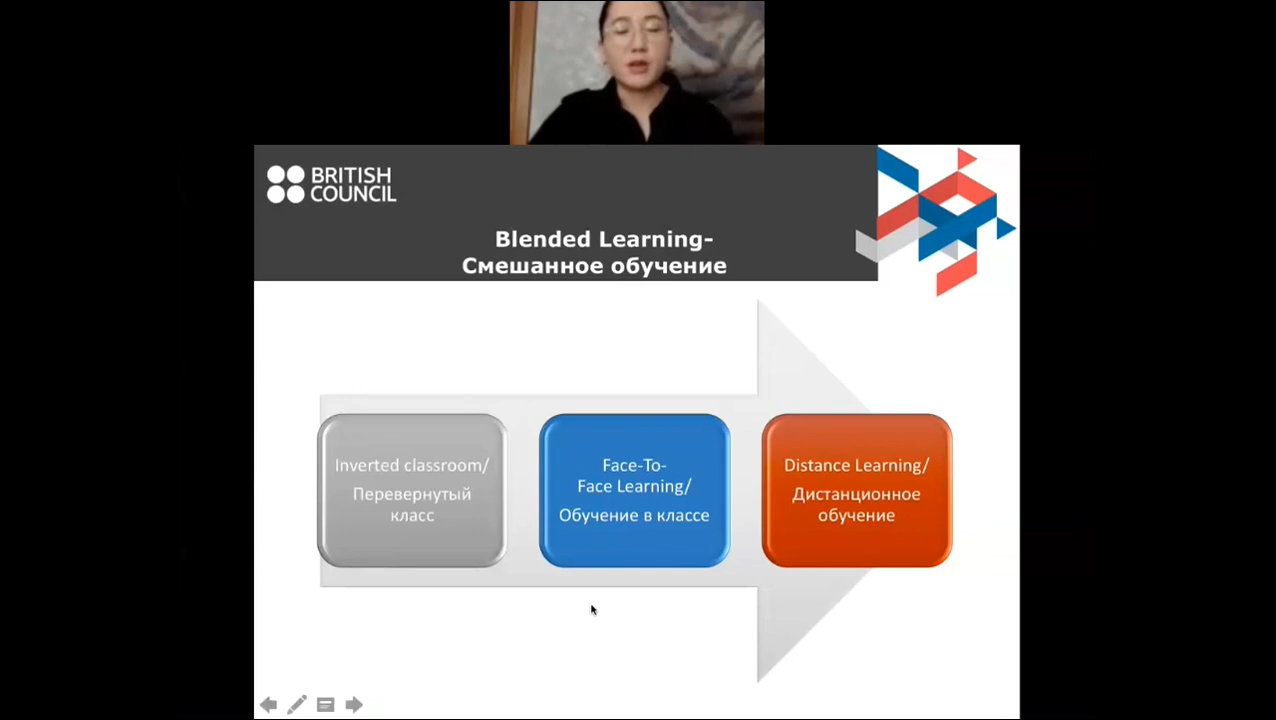 BRITISH
COUNCIL
Blended Learning-
Смешанное обучение
Inverted classroom/
Перевернутый
класс
Face-To-
Face Learning/
Обучение в классе
Distance Learning/
Дистанционное
обучение